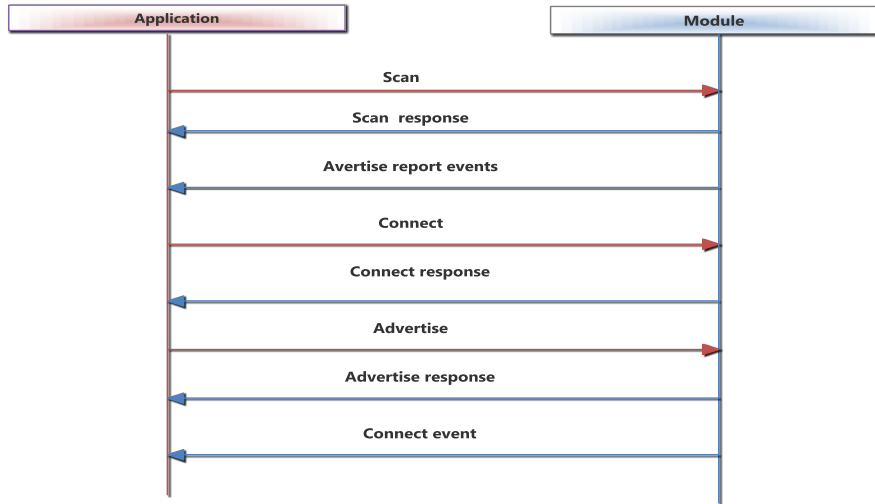 Application
Module
Scan
Scan response
Avertise report events
Connect
Connect response
Advertise
Advertise response
Connect event